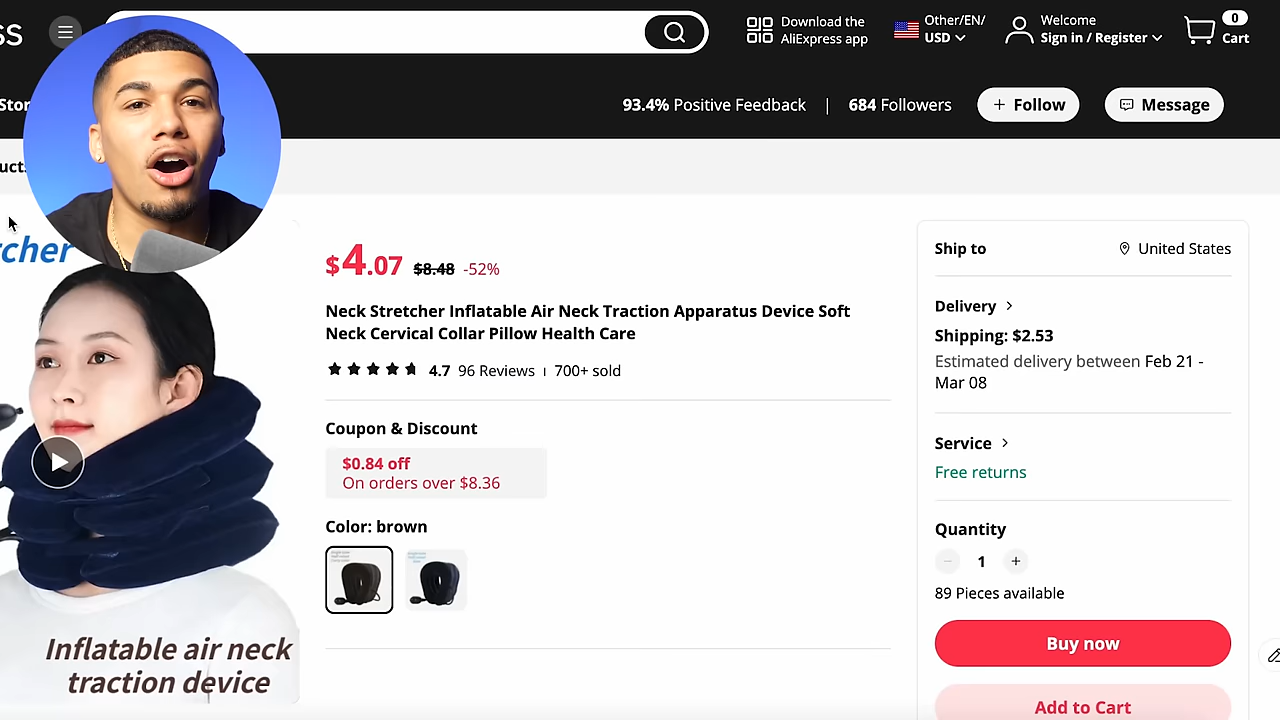 ss
Download the
AliExpress app
Other/EN/
USD
Welcome
Sign in / Register
0
Cart
Stor
93.4% Positive Feedback | 684 Followers
+ Follow
Message
ucts
cher
$4.07 $8.48 -52%
Neck Stretcher Inflatable Air Neck Traction Apparatus Device Soft
Neck Cervical Collar Pillow Health Care
4.7 96 Reviews | 700+ sold
Coupon & Discount
$0.84 off
On orders over $8.36
Color: brown
Inflatable air neck
traction device
Ship to
United States
Delivery
Shipping: $2.53
Estimated delivery between Feb 21 -
Mar 08
Service
Free returns
Quantity
− 1 +
89 Pieces available
Buy now
Add to Cart